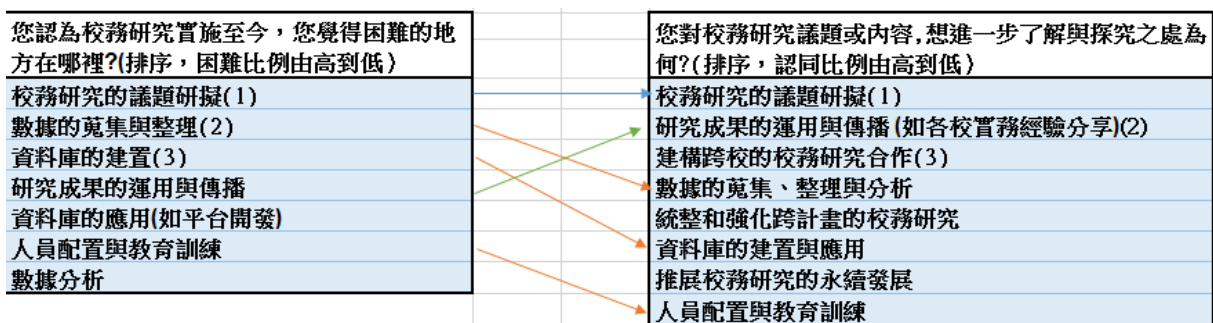 您認為校務研究實施至今，您覺得困難的地
方在哪裡?(排序，困難比例由高到低)
校務研究的議題研擬(1)
數據的蒐集與整理(2)
資料庫的建置(3)
研究成果的運用與傳播
資料庫的應用(如平台開發)
人員配置與教育訓練
數據分析
您對校務研究議題或內容,想進一步了解與探究之處為
何?(排序，認同比例由高到低)
校務研究的議題研擬(1)
研究成果的運用與傳播(如各校實務經驗分享)(2)
建構跨校的校務研究合作(3)
數據的蒐集、整理與分析
統整和強化跨計畫的校務研究
資料庫的建置與應用
推展校務研究的永續發展
人員配置與教育訓練